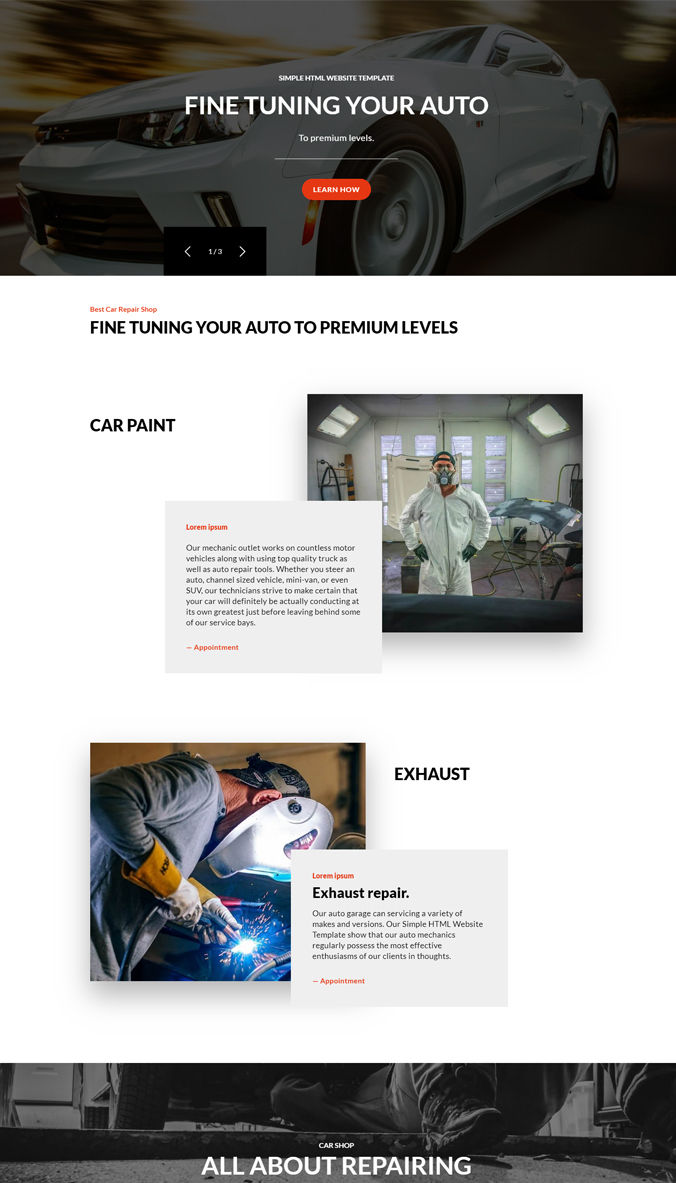 SIMPLE HTML WEBSITE TEMPLATE
FINE TUNING YOUR AUTO
To premium levels.
LEARN HOW
1 / 3
Best Car Repair Shop
FINE TUNING YOUR AUTO TO PREMIUM LEVELS
CAR PAINT
Lorem ipsum
Our mechanic outlet works on countless motor
vehicles along with using top quality truck as
well as auto repair tools. Whether you steer an
auto, channel sized vehicle, mini-van, or even
SUV, our technicians strive to make certain that
your car will definitely be actually conducting at
its own greatest just before leaving behind some
of our service bays.
— Appointment
EXHAUST
Lorem ipsum
Exhaust repair.
Our auto garage can servicing a variety of
makes and versions. Our Simple HTML Website
Template show that our auto mechanics
regularly possess the most effective
enthusiasms of our clients in thoughts.
— Appointment
CAR SHOP
ALL ABOUT REPAIRING